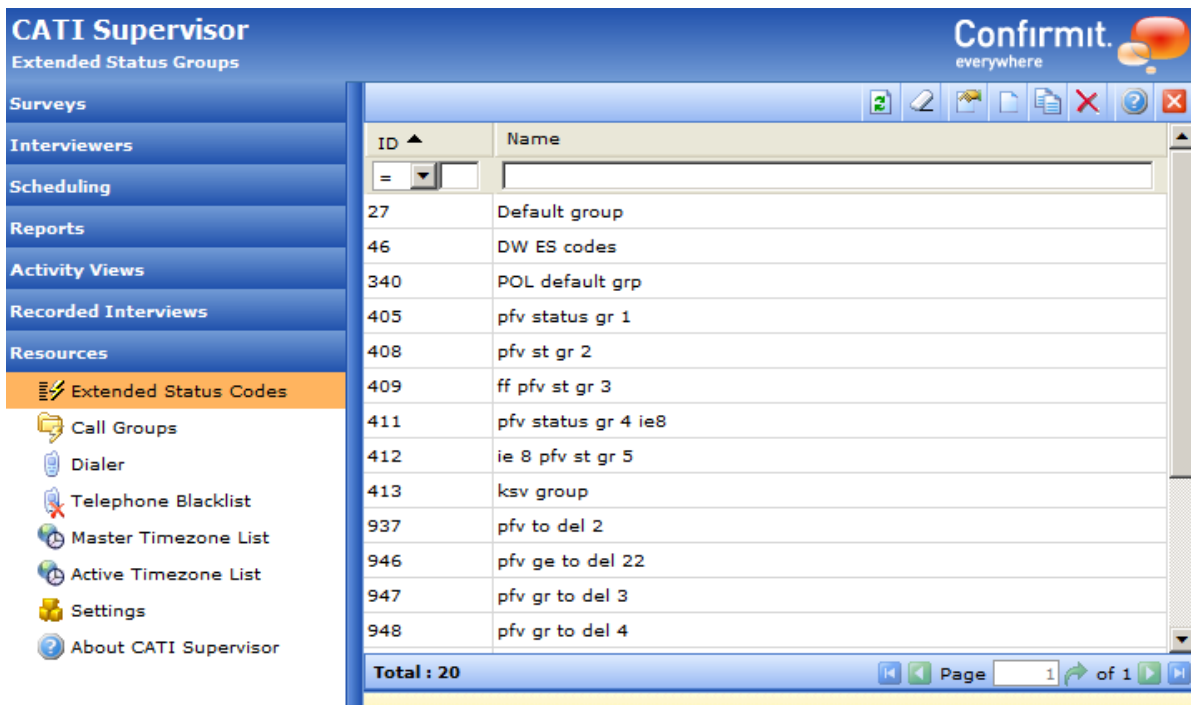 CATI Supervisor
Extended Status Groups
Confirmit.
everywhere
Surveys
Interviewers
Scheduling
Reports
Activity Views
Recorded Interviews
Resources
Extended Status Codes
Call Groups
Dialer
Telephone Blacklist
Master Timezone List
Active Timezone List
Settings
About CATI Supervisor
ID Name
=
27 Default group
46 DW ES codes
340 POL default grp
405 pfv status gr 1
408 pfv st gr 2
409 ff pfv st gr 3
411 pfv status gr 4 ie8
412 ie 8 pfv st gr 5
413 ksv group
937 pfv to del 2
946 pfv ge to del 22
947 pfv gr to del 3
948 pfv gr to del 4
Total : 20 Page 1 of 1